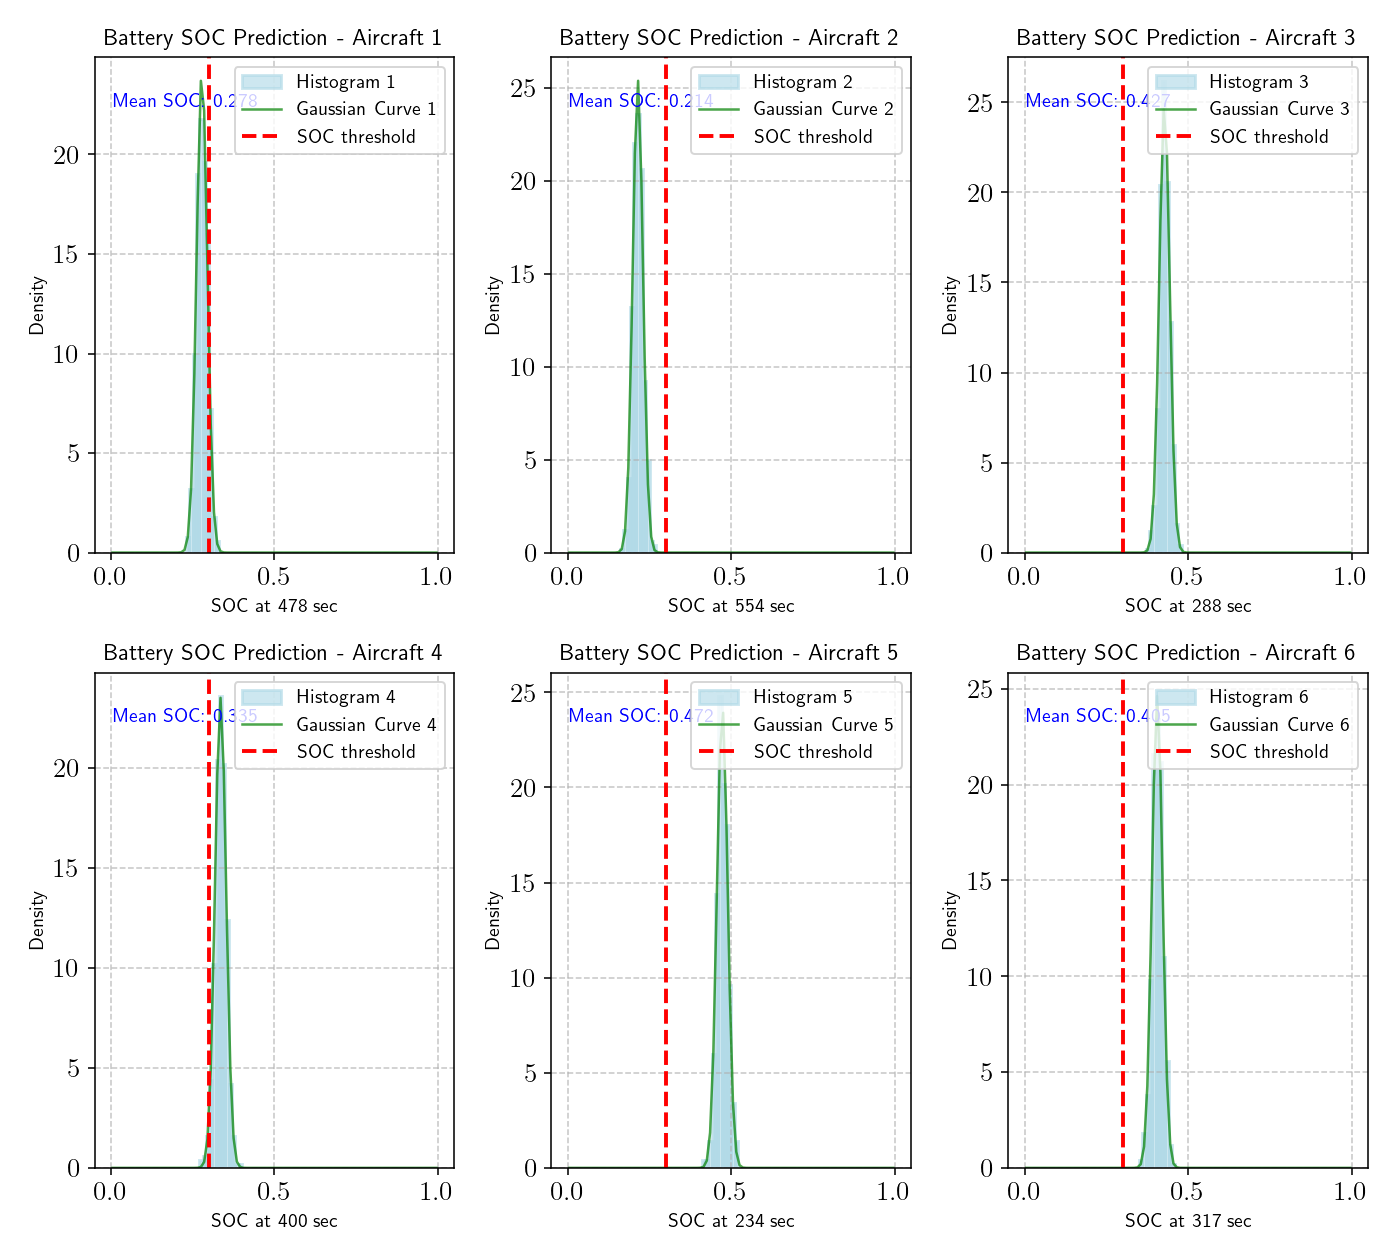 Battery SOC Prediction - Aircraft 1
Mean SOC: 0.278
Histogram 1
Gaussian Curve 1
SOC threshold
Density
20
15
10
5
0
0.0 0.5 1.0
SOC at 478 sec
Battery SOC Prediction - Aircraft 2
Mean SOC: 0.214
Histogram 2
Gaussian Curve 2
SOC threshold
Density
25
20
15
10
5
0
0.0 0.5 1.0
SOC at 554 sec
Battery SOC Prediction - Aircraft 3
Mean SOC: 0.427
Histogram 3
Gaussian Curve 3
SOC threshold
Density
25
20
15
10
5
0
0.0 0.5 1.0
SOC at 288 sec
Battery SOC Prediction - Aircraft 4
Mean SOC: 0.335
Histogram 4
Gaussian Curve 4
SOC threshold
Density
20
15
10
5
0
0.0 0.5 1.0
SOC at 400 sec
Battery SOC Prediction - Aircraft 5
Mean SOC: 0.472
Histogram 5
Gaussian Curve 5
SOC threshold
Density
25
20
15
10
5
0
0.0 0.5 1.0
SOC at 234 sec
Battery SOC Prediction - Aircraft 6
Mean SOC: 0.405
Histogram 6
Gaussian Curve 6
SOC threshold
Density
25
20
15
10
5
0
0.0 0.5 1.0
SOC at 317 sec